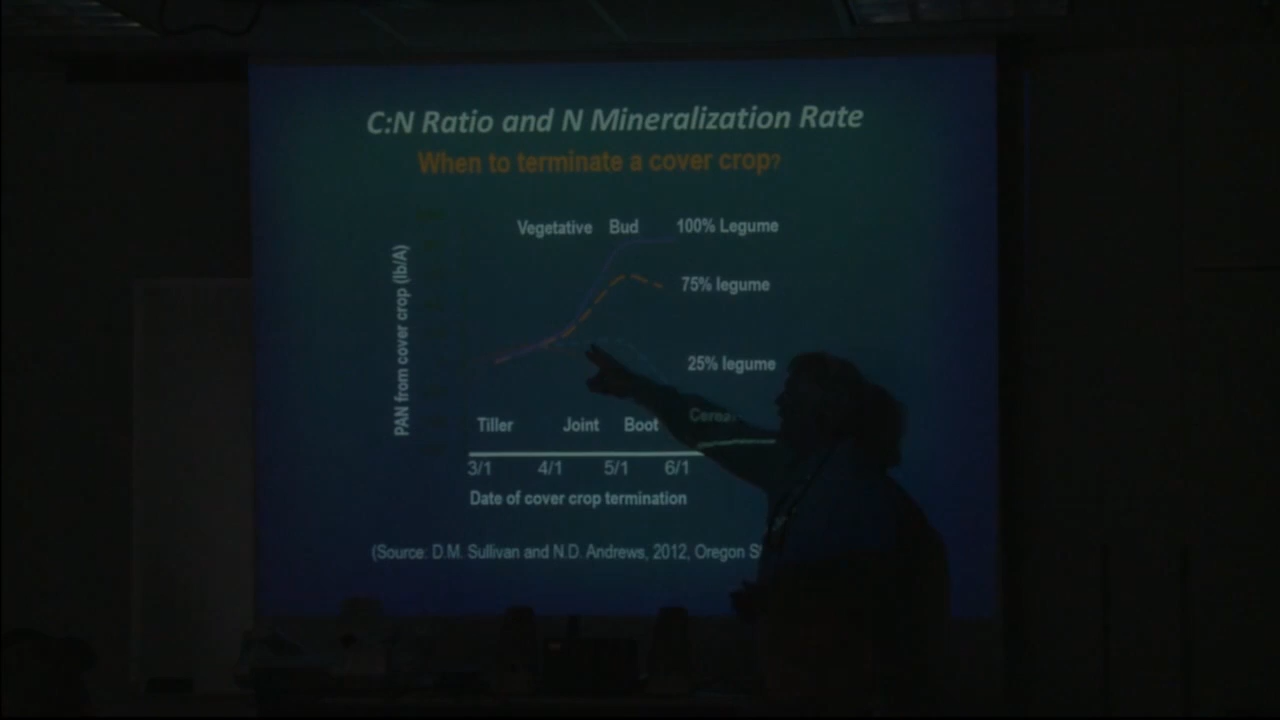 C:N Ratio and N Mineralization Rate
When to terminate a cover crop?
Vegetative Bud 100% Legume
75% legume
25% legume
PAN from cover crop (lb/A)
Tiller Joint Boot
3/1 4/1 5/1 6/1
Date of cover crop termination
(Source: D.M. Sullivan and N.D. Andrews, 2012, Oregon